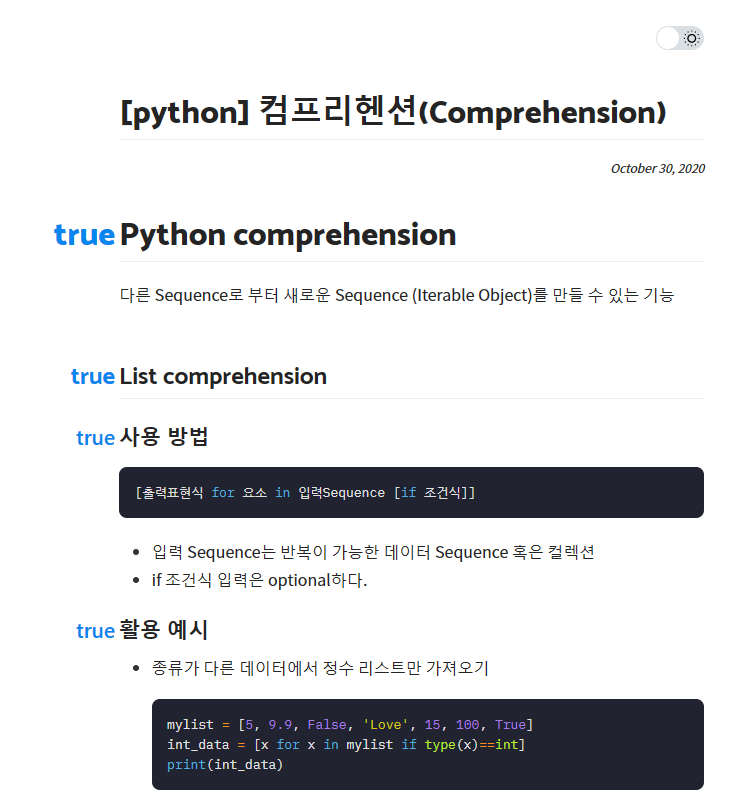 [python] 컴프리헨션(Comprehension)
October 30, 2020
true Python comprehension
다른 Sequence로 부터 새로운 Sequence (Iterable Object)를 만들 수 있는 기능
true List comprehension
true 사용 방법
[출력표현식 for 요소 in 입력Sequence [if 조건식]]
• 입력 Sequence는 반복이 가능한 데이터 Sequence 혹은 컬렉션
• if 조건식 입력은 optional하다.
true 활용 예시
• 종류가 다른 데이터에서 정수 리스트만 가져오기
mylist = [5, 9.9, False, 'Love', 15, 100, True]
int_data = [x for x in mylist if type(x)==int]
print(int_data)